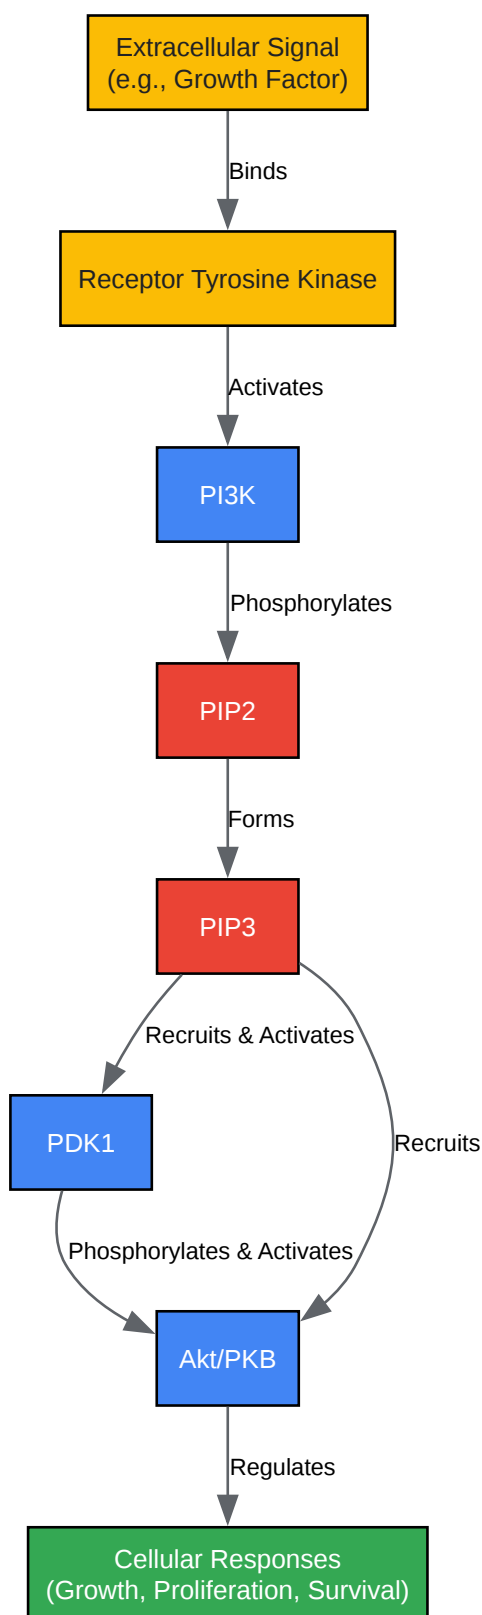 Extracellular Signal
(e.g., Growth Factor)
Binds
Receptor Tyrosine Kinase
Activates
PI3K
Phosphorylates
PIP2
Forms
PIP3
Recruits & Activates
PDK1
Recruits
Phosphorylates & Activates
Akt/PKB
Regulates
Cellular Responses
(Growth, Proliferation, Survival)